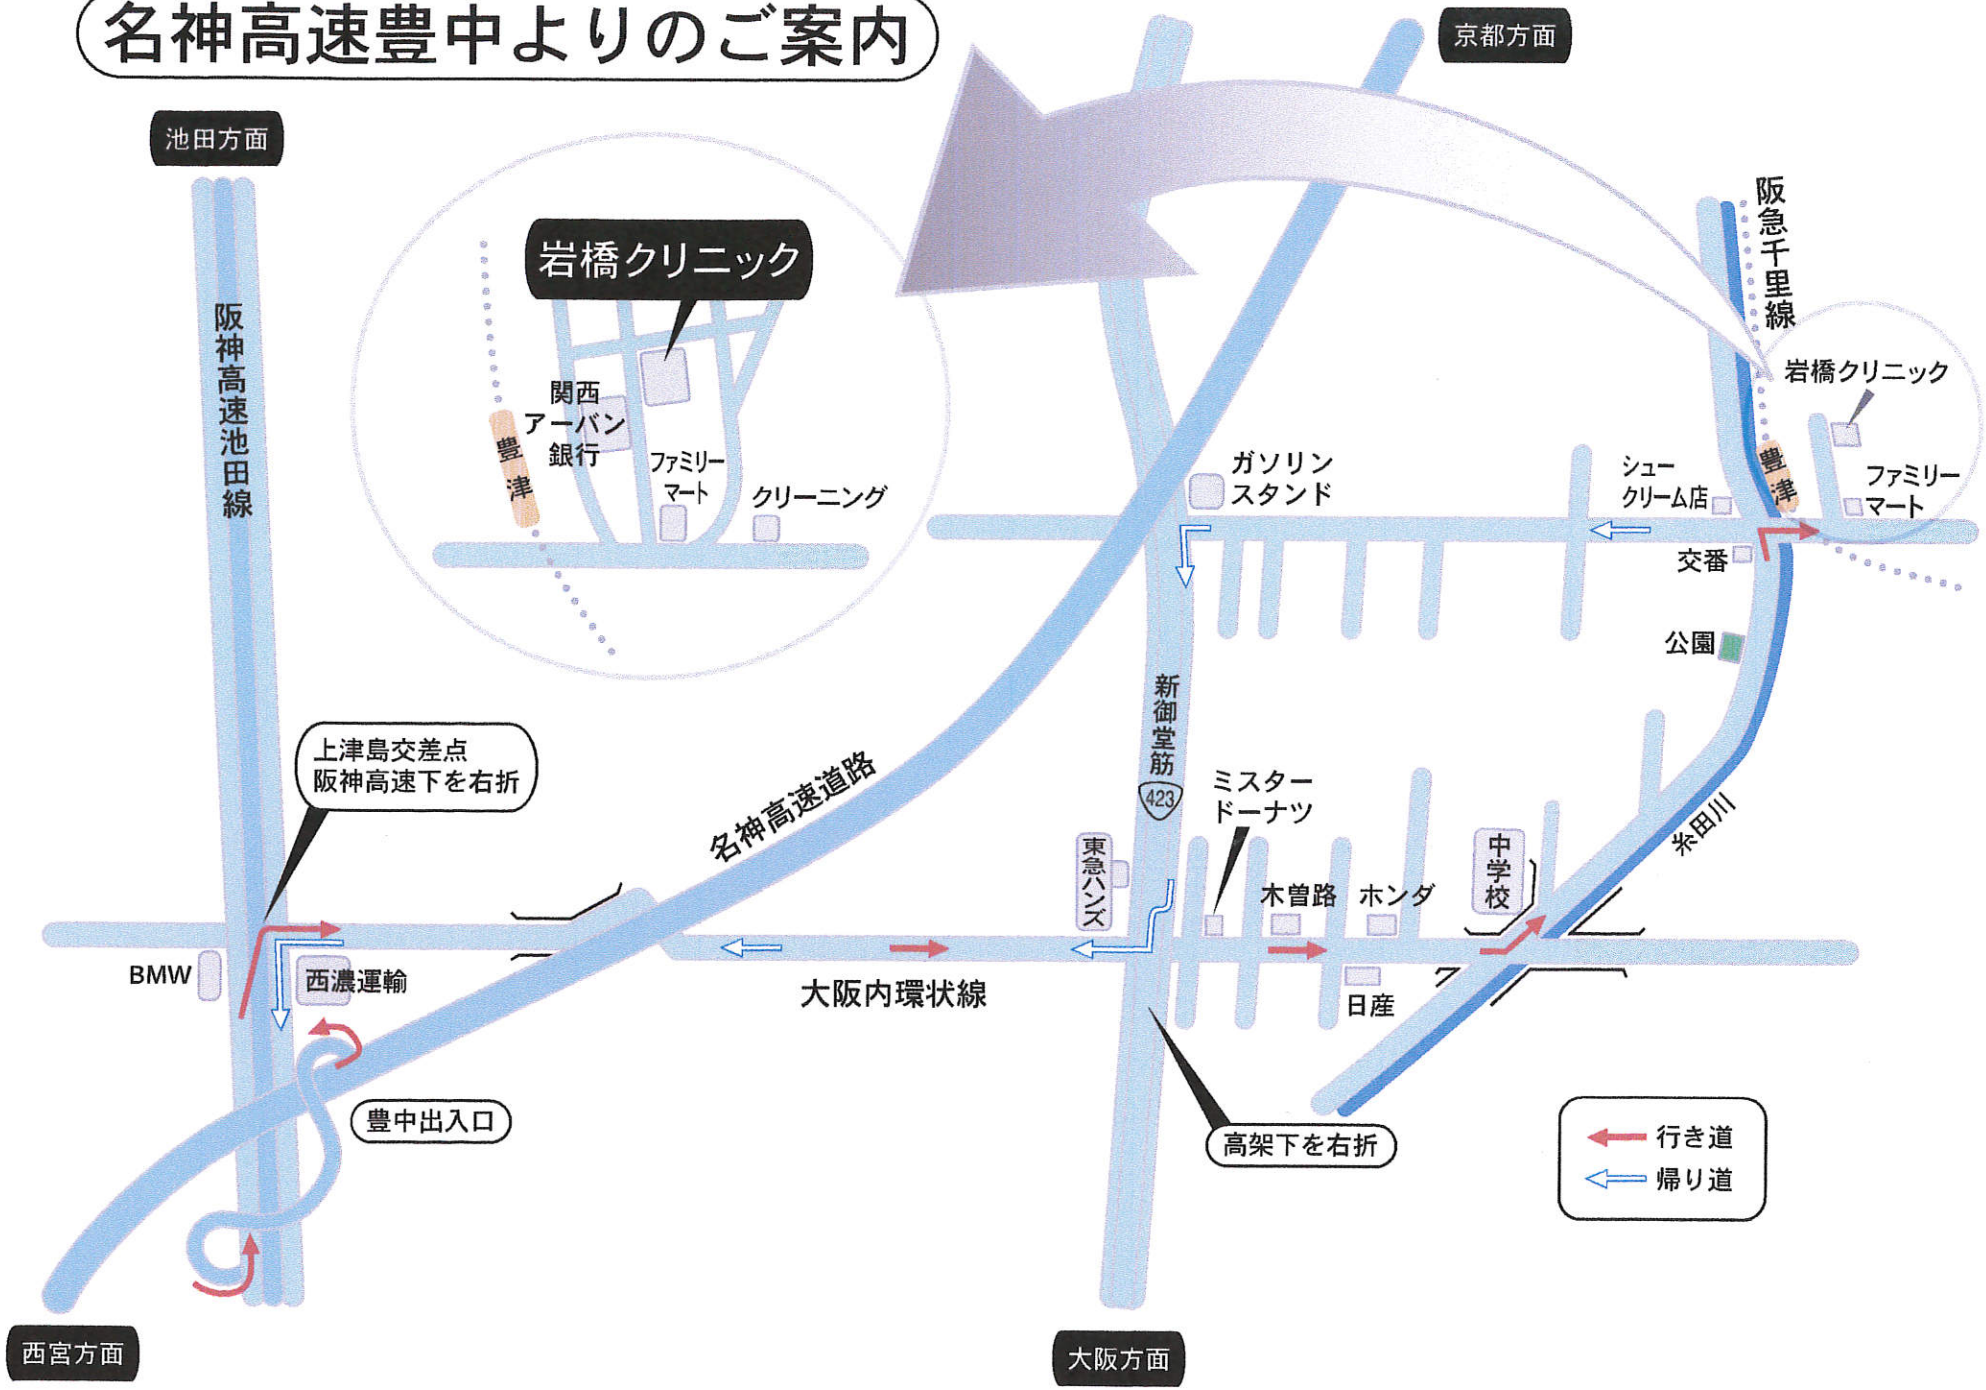 名神高速豊中よりのご案内
京都方面
池田方面
阪神高速池田線
岩橋クリニック
関西
アーバン
銀行
豊津
ファミリー
マート
クリーニング
阪急千里線
岩橋クリニック
ガソリン
スタンド
シュー
クリーム店
豊津
ファミリー
マート
交番
公園
新御堂筋
423
上津島交差点
阪神高速下を右折
名神高速道路
ミスター
ドーナツ
東急ハンズ
木曽路
ホンダ
中学校
糸田川
BMW
西濃運輸
大阪内環状線
日産
豊中出入口
高架下を右折
行き道
帰り道
西宮方面
大阪方面